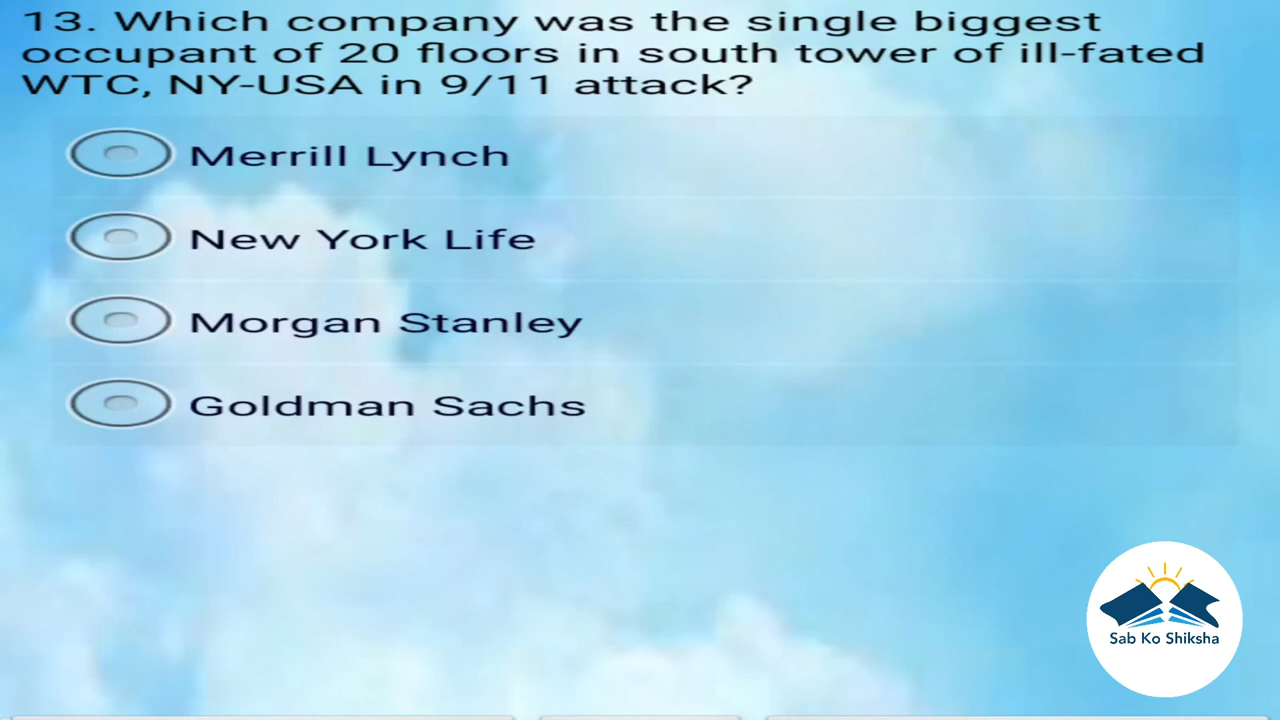 13. Which company was the single biggest
occupant of 20 floors in south tower of ill-fated
WTC, NY-USA in 9/11 attack?
Merrill Lynch
New York Life
Morgan Stanley
Goldman Sachs
Sab Ko Shiksha